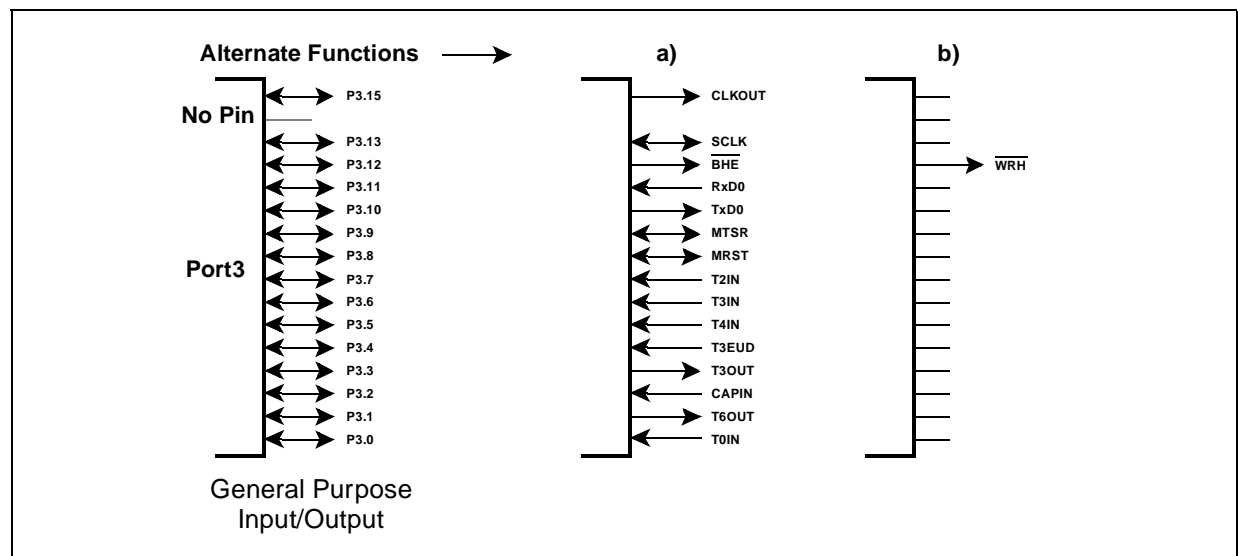 Alternate Functions a) b)
P3.15 CLKOUT
No Pin
P3.13 SCLK
P3.12 BHE WRH
P3.11 RxD0
P3.10 TxD0
P3.9 MTSR
P3.8 MRST
Port3
P3.7 T2IN
P3.6 T3IN
P3.5 T4IN
P3.4 T3EUD
P3.3 T3OUT
P3.2 CAPIN
P3.1 T6OUT
P3.0 T0IN
General Purpose
Input/Output